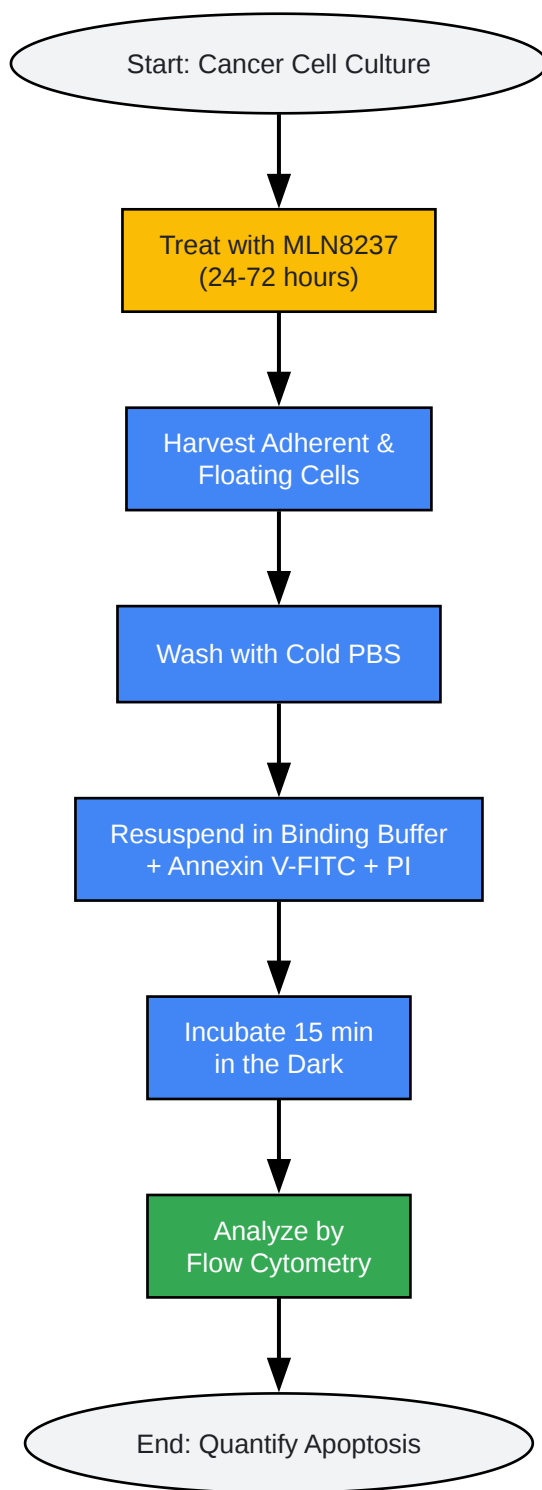 Start: Cancer Cell Culture
Treat with MLN8237
(24-72 hours)
Harvest Adherent &
Floating Cells
Wash with Cold PBS
Resuspend in Binding Buffer
+ Annexin V-FITC + PI
Incubate 15 min
in the Dark
Analyze by
Flow Cytometry
End: Quantify Apoptosis